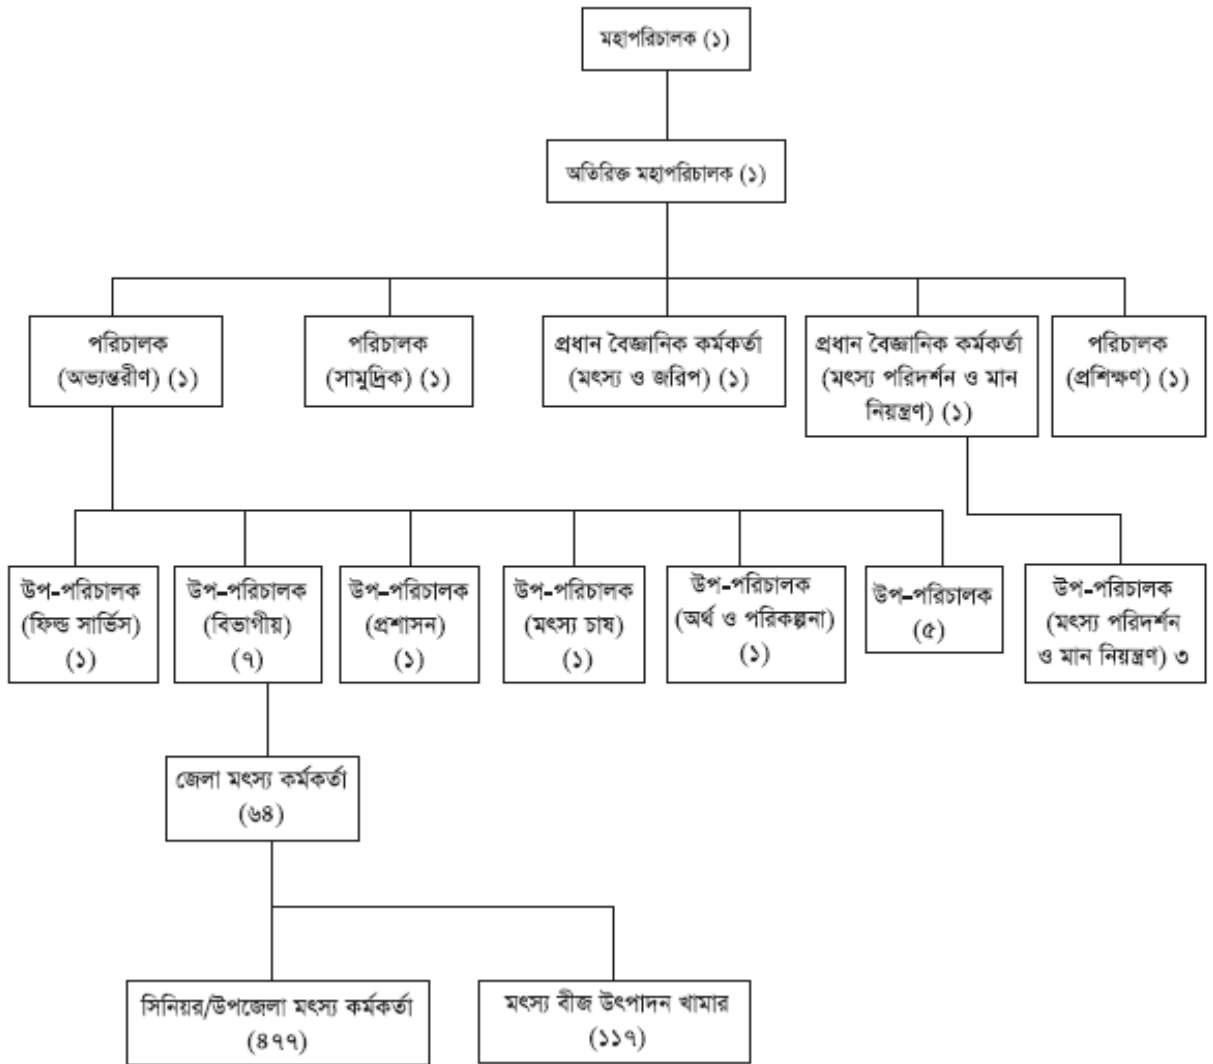 মহাপরিচালক (১)
অতিরিক্ত মহাপরিচালক (১)
পরিচালক
(অভ্যন্তরীণ) (১)
পরিচালক
(সামুদ্রিক) (১)
প্রধান বৈজ্ঞানিক কর্মকর্তা
(মৎস্য ও জরিপ) (১)
প্রধান বৈজ্ঞানিক কর্মকর্তা
(মৎস্য পরিদর্শন ও মান
নিয়ন্ত্রণ) (১)
পরিচালক
(প্রশিক্ষণ) (১)
উপ-পরিচালক
(ফিল্ড সার্ভিস)
(১)
উপ-পরিচালক
(বিভাগীয়)
(৭)
উপ-পরিচালক
(প্রশাসন)
(১)
উপ-পরিচালক
(মৎস্য চাষ)
(১)
উপ-পরিচালক
(অর্থ ও পরিকল্পনা)
(১)
উপ-পরিচালক
(৫)
উপ-পরিচালক
(মৎস্য পরিদর্শন
ও মান নিয়ন্ত্রণ) ৩
জেলা মৎস্য কর্মকর্তা
(৬৪)
সিনিয়র/উপজেলা মৎস্য কর্মকর্তা
(৪৭৭)
মৎস্য বীজ উৎপাদন খামার
(১১৭)